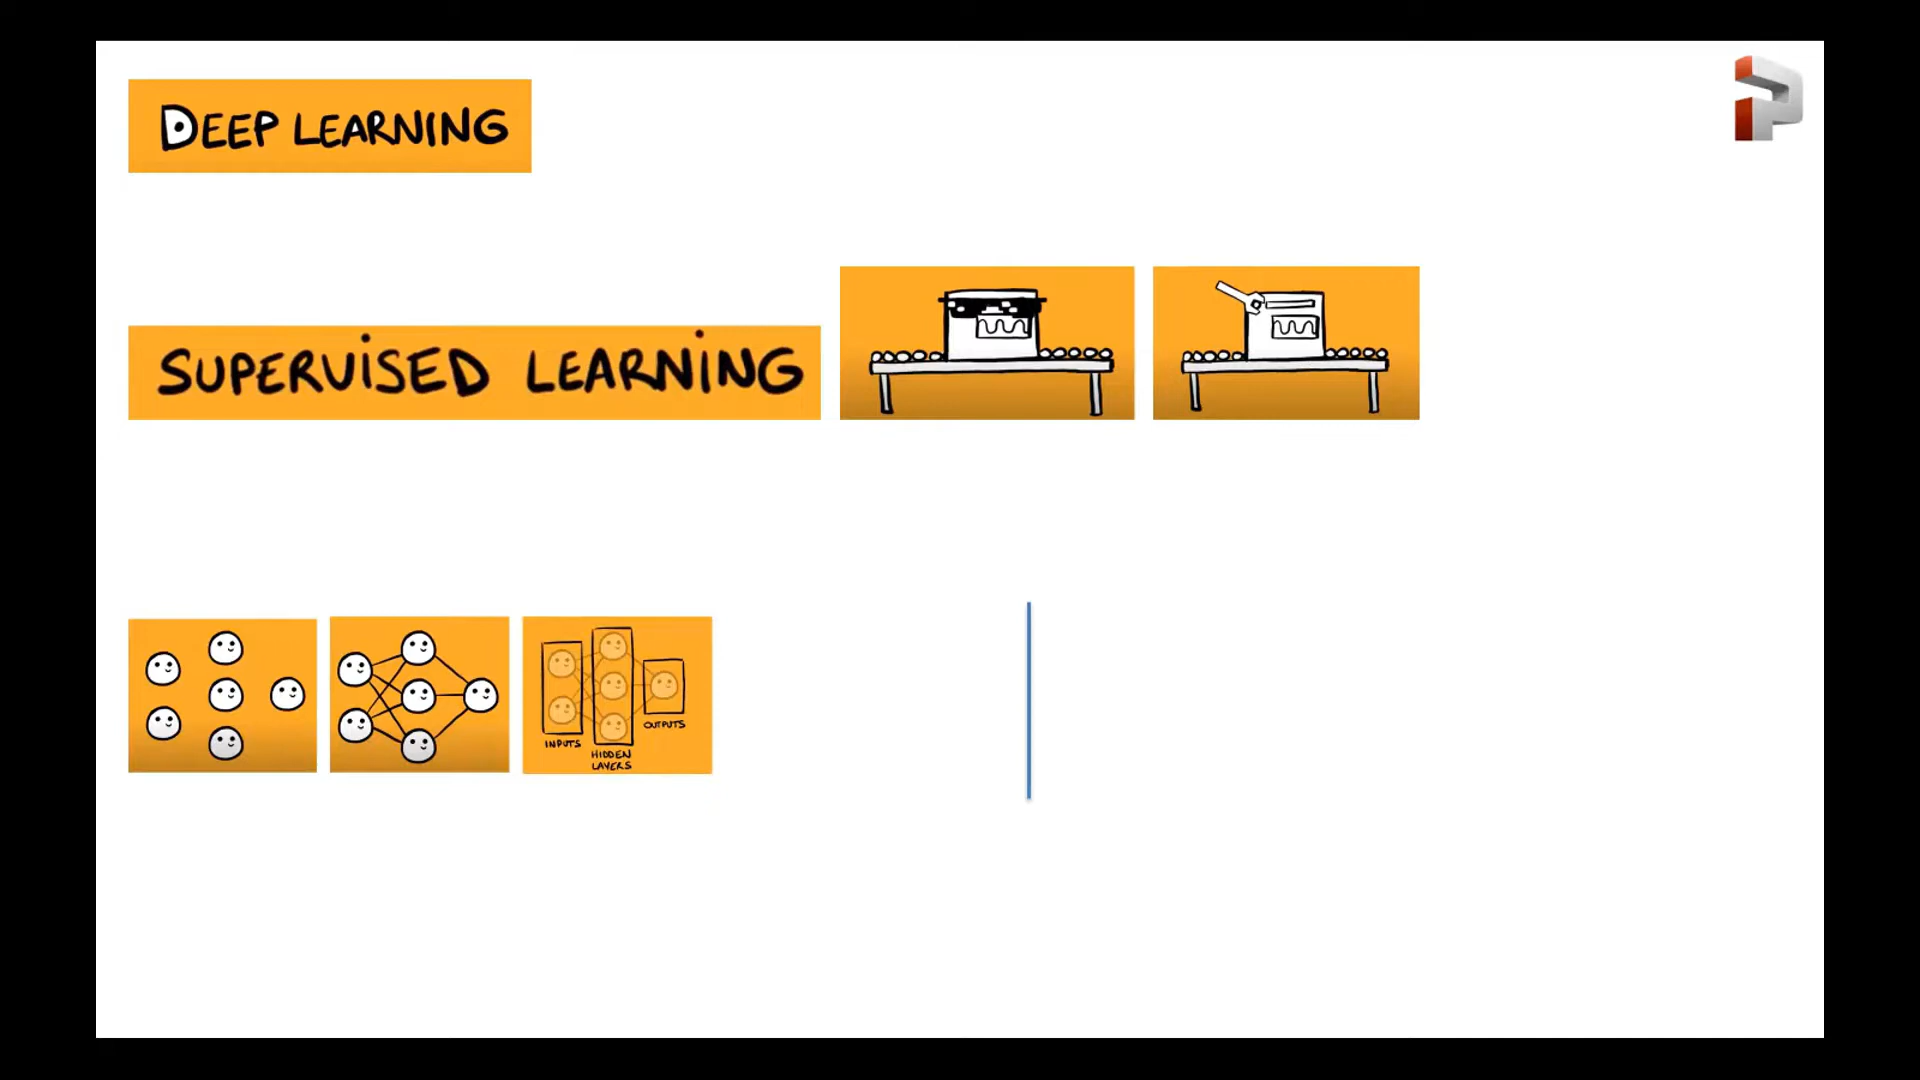 DEEP LEARNING
SUPERVISED LEARNING
INPUTS
HIDDEN
LAYERS
OUTPUTS